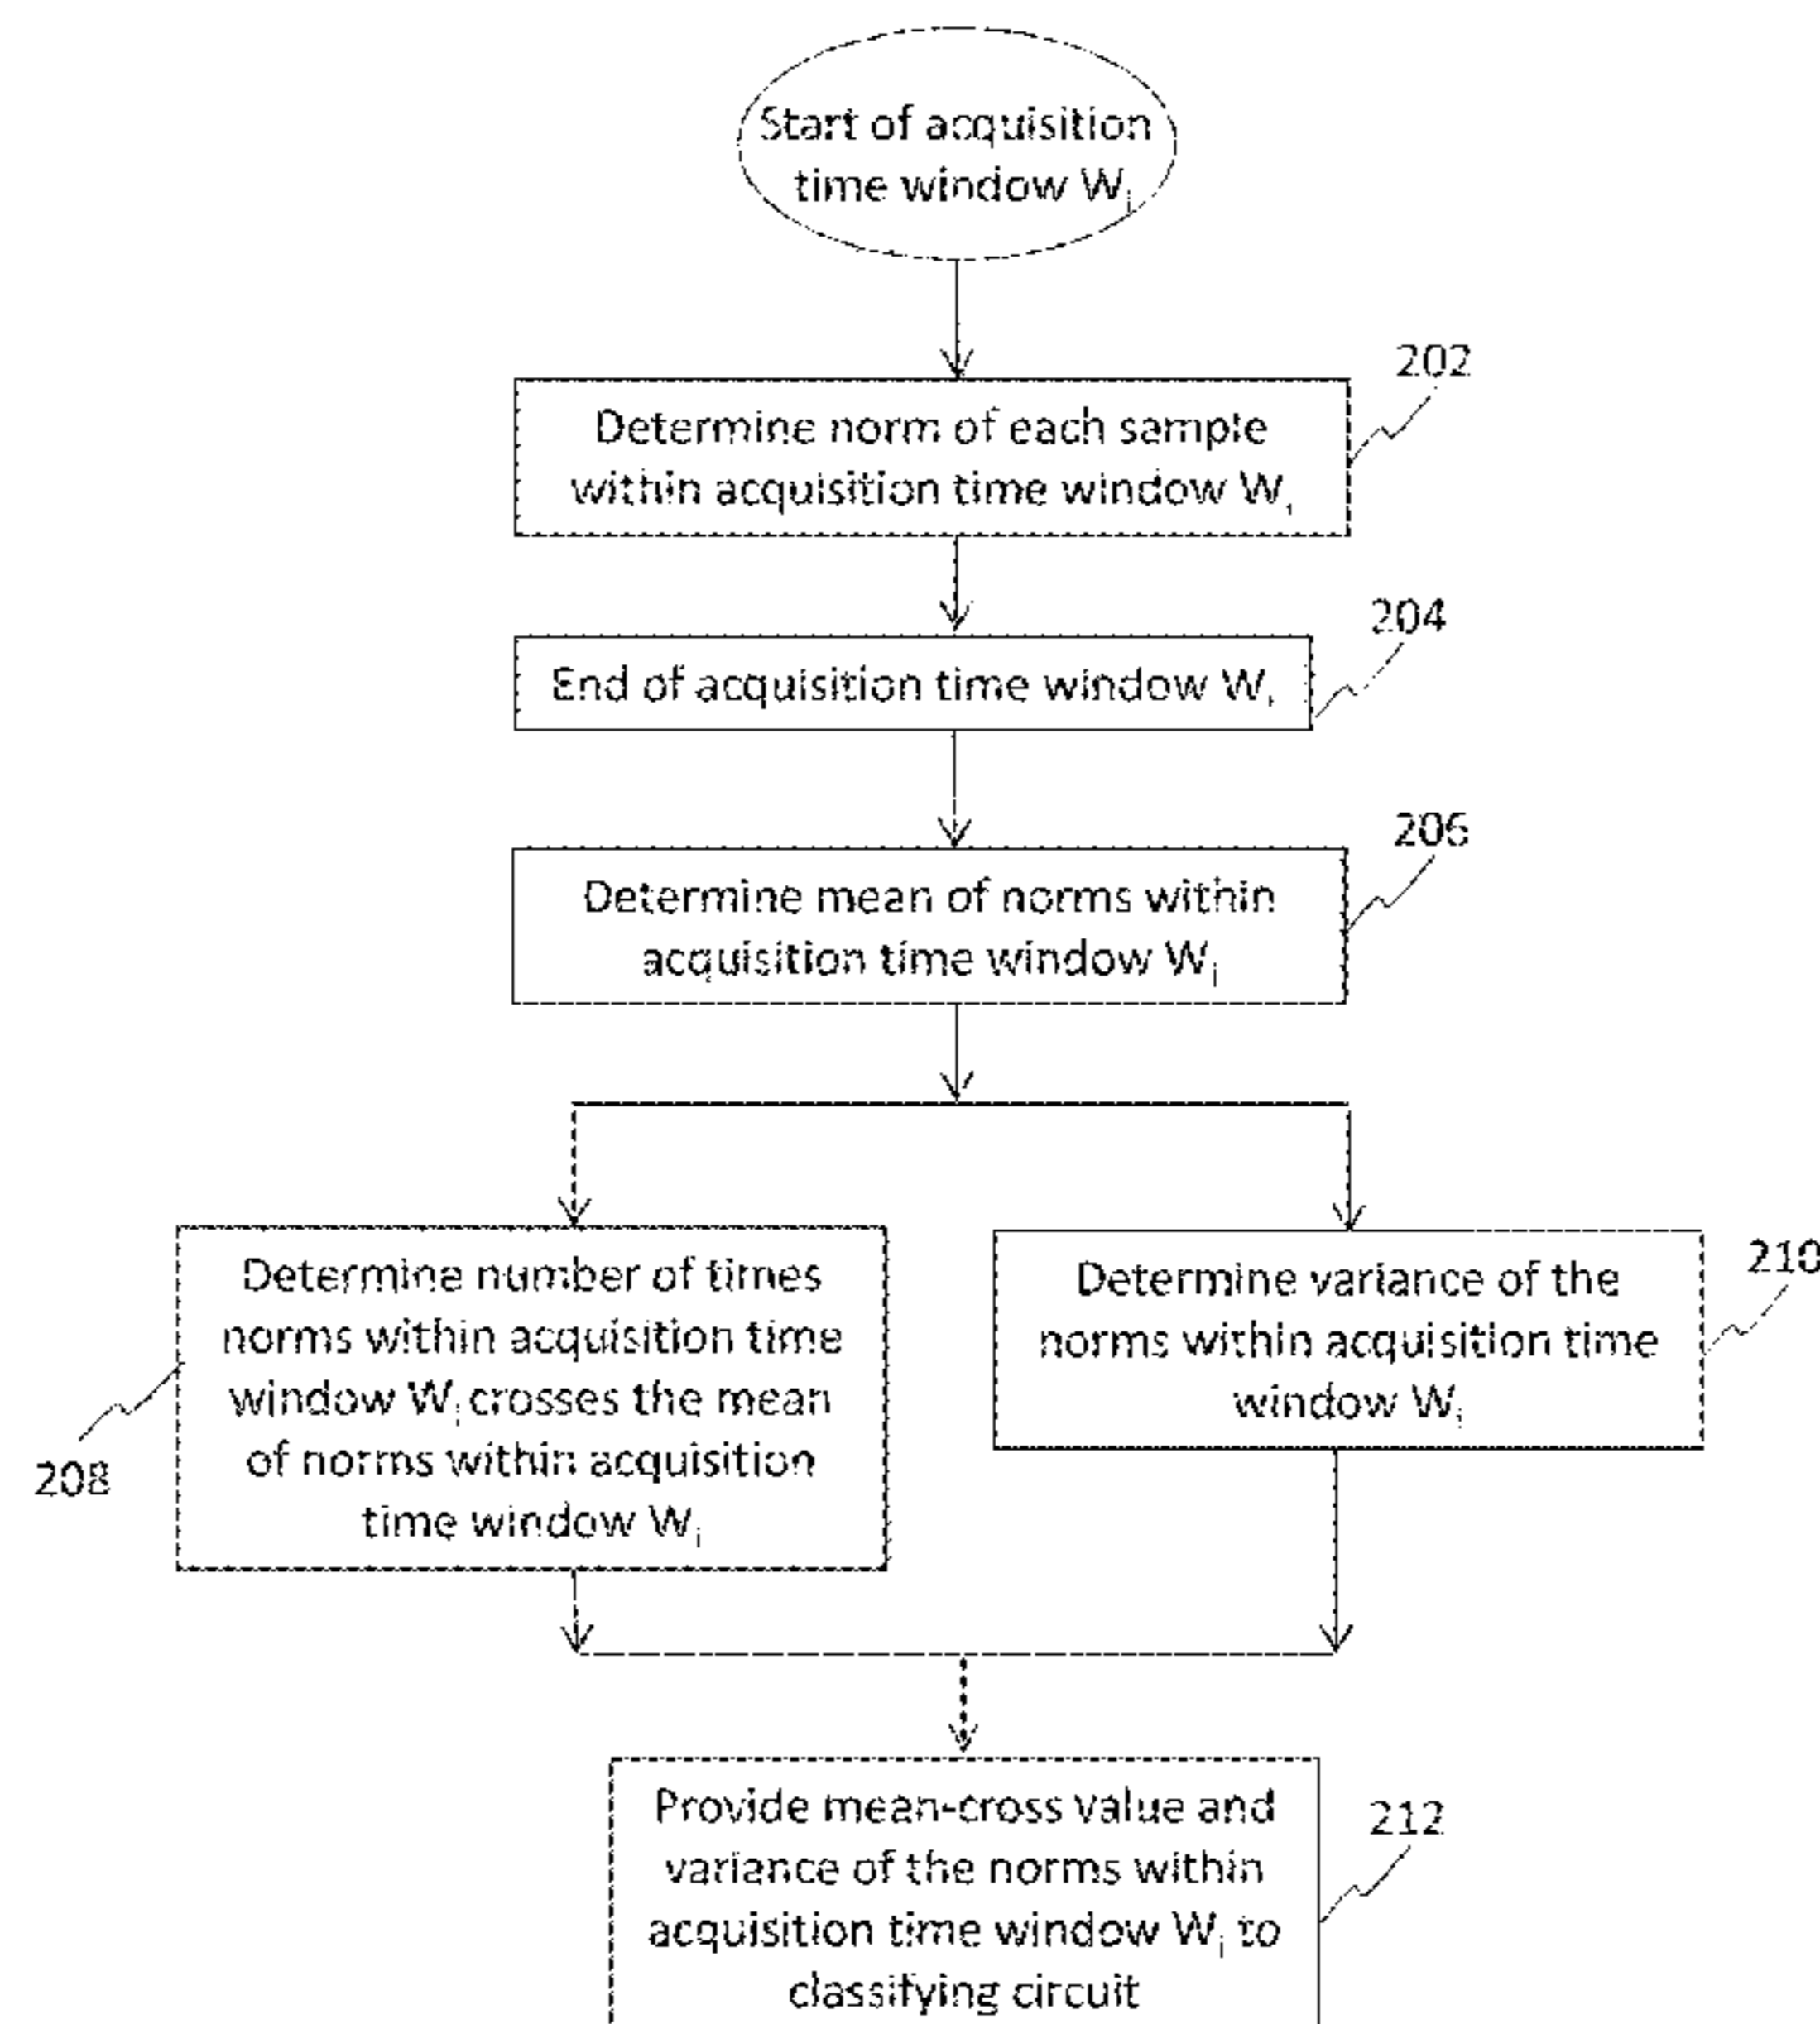 Start of acquisition
time window Wi
202
Determine norm of each sample
within acquisition time window Wi
204
End of acquisition time window Wi
206
Determine mean of norms within
acquisition time window Wi
Determine number of times
norms within acquisition time
window Wi crosses the mean
of norms within acquisition
time window Wi
208
210
Determine variance of the
norms within acquisition time
window Wi
212
Provide mean-cross value and
variance of the norms within
acquisition time window Wi to
classifying circuit